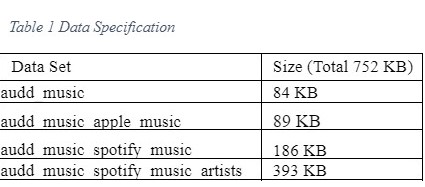 Table 1 Data Specification
Data Set Size (Total 752 KB)
audd_music 84 KB
audd_music_apple_music 89 KB
audd_music_spotify_music 186 KB
audd_music_spotify_music_artists 393 KB